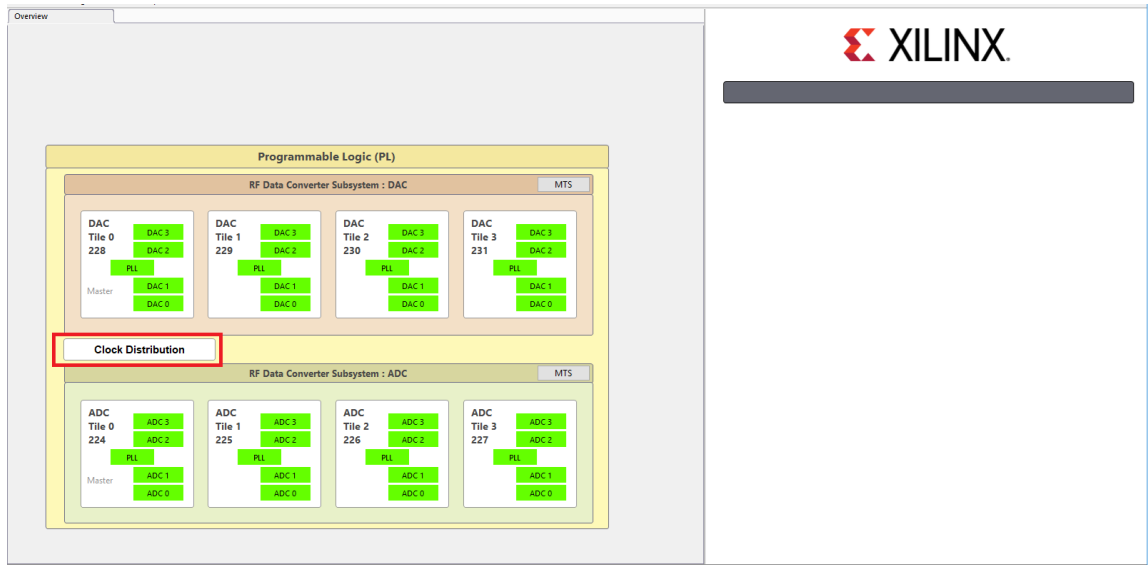 Overview
XILINX.
Programmable Logic (PL)
RF Data Converter Subsystem : DAC
MTS
DAC
Tile 0
228
DAC 3
DAC 2
PLL
Master
DAC 1
DAC 0
DAC
Tile 1
229
DAC 3
DAC 2
PLL
DAC 1
DAC 0
DAC
Tile 2
230
DAC 3
DAC 2
PLL
DAC 1
DAC 0
DAC
Tile 3
231
DAC 3
DAC 2
PLL
DAC 1
DAC 0
Clock Distribution
RF Data Converter Subsystem : ADC
MTS
ADC
Tile 0
224
ADC 3
ADC 2
PLL
Master
ADC 1
ADC 0
ADC
Tile 1
225
ADC 3
ADC 2
PLL
ADC 1
ADC 0
ADC
Tile 2
226
ADC 3
ADC 2
PLL
ADC 1
ADC 0
ADC
Tile 3
227
ADC 3
ADC 2
PLL
ADC 1
ADC 0